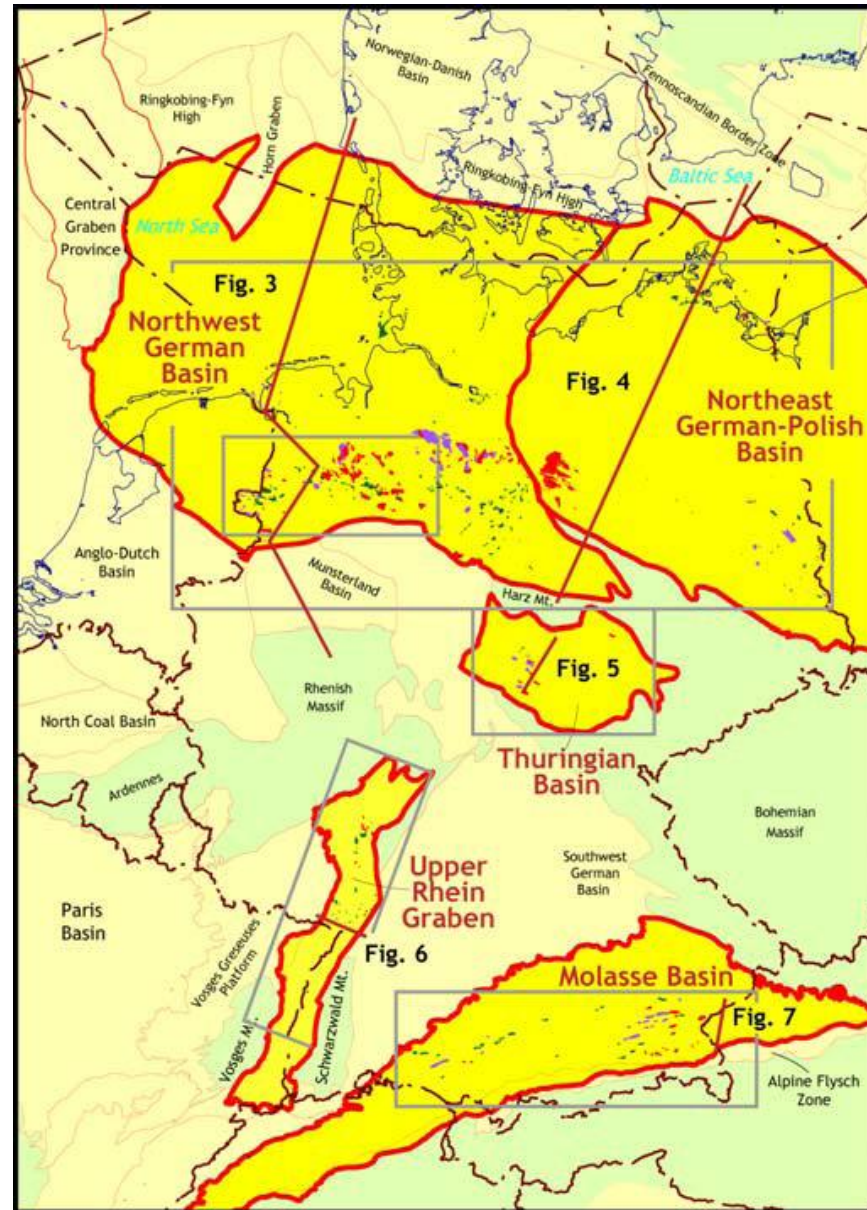 Norwegian-Danish
Basin
Ringkobing-Fyn
High
Horn Graben
Fennoscandian Border Zone
Ringkobing-Fyn High
Baltic Sea
Central
Graben
Province
North Sea
Fig. 3
Northwest
German
Basin
Fig. 4
Northeast
German-Polish
Basin
Anglo-Dutch
Basin
Munsterland
Basin
Harz Mt.
Fig. 5
Rhenish
Massif
North Coal Basin
Thuringian
Basin
Ardennes
Bohemian
Massif
Southwest
German
Basin
Upper
Rhein
Graben
Paris
Basin
Vosges Greseuses
Platform
Fig. 6
Molasse Basin
Vosges Mt.
Schwarzwald Mt.
Fig. 7
Alpine Flysch
Zone